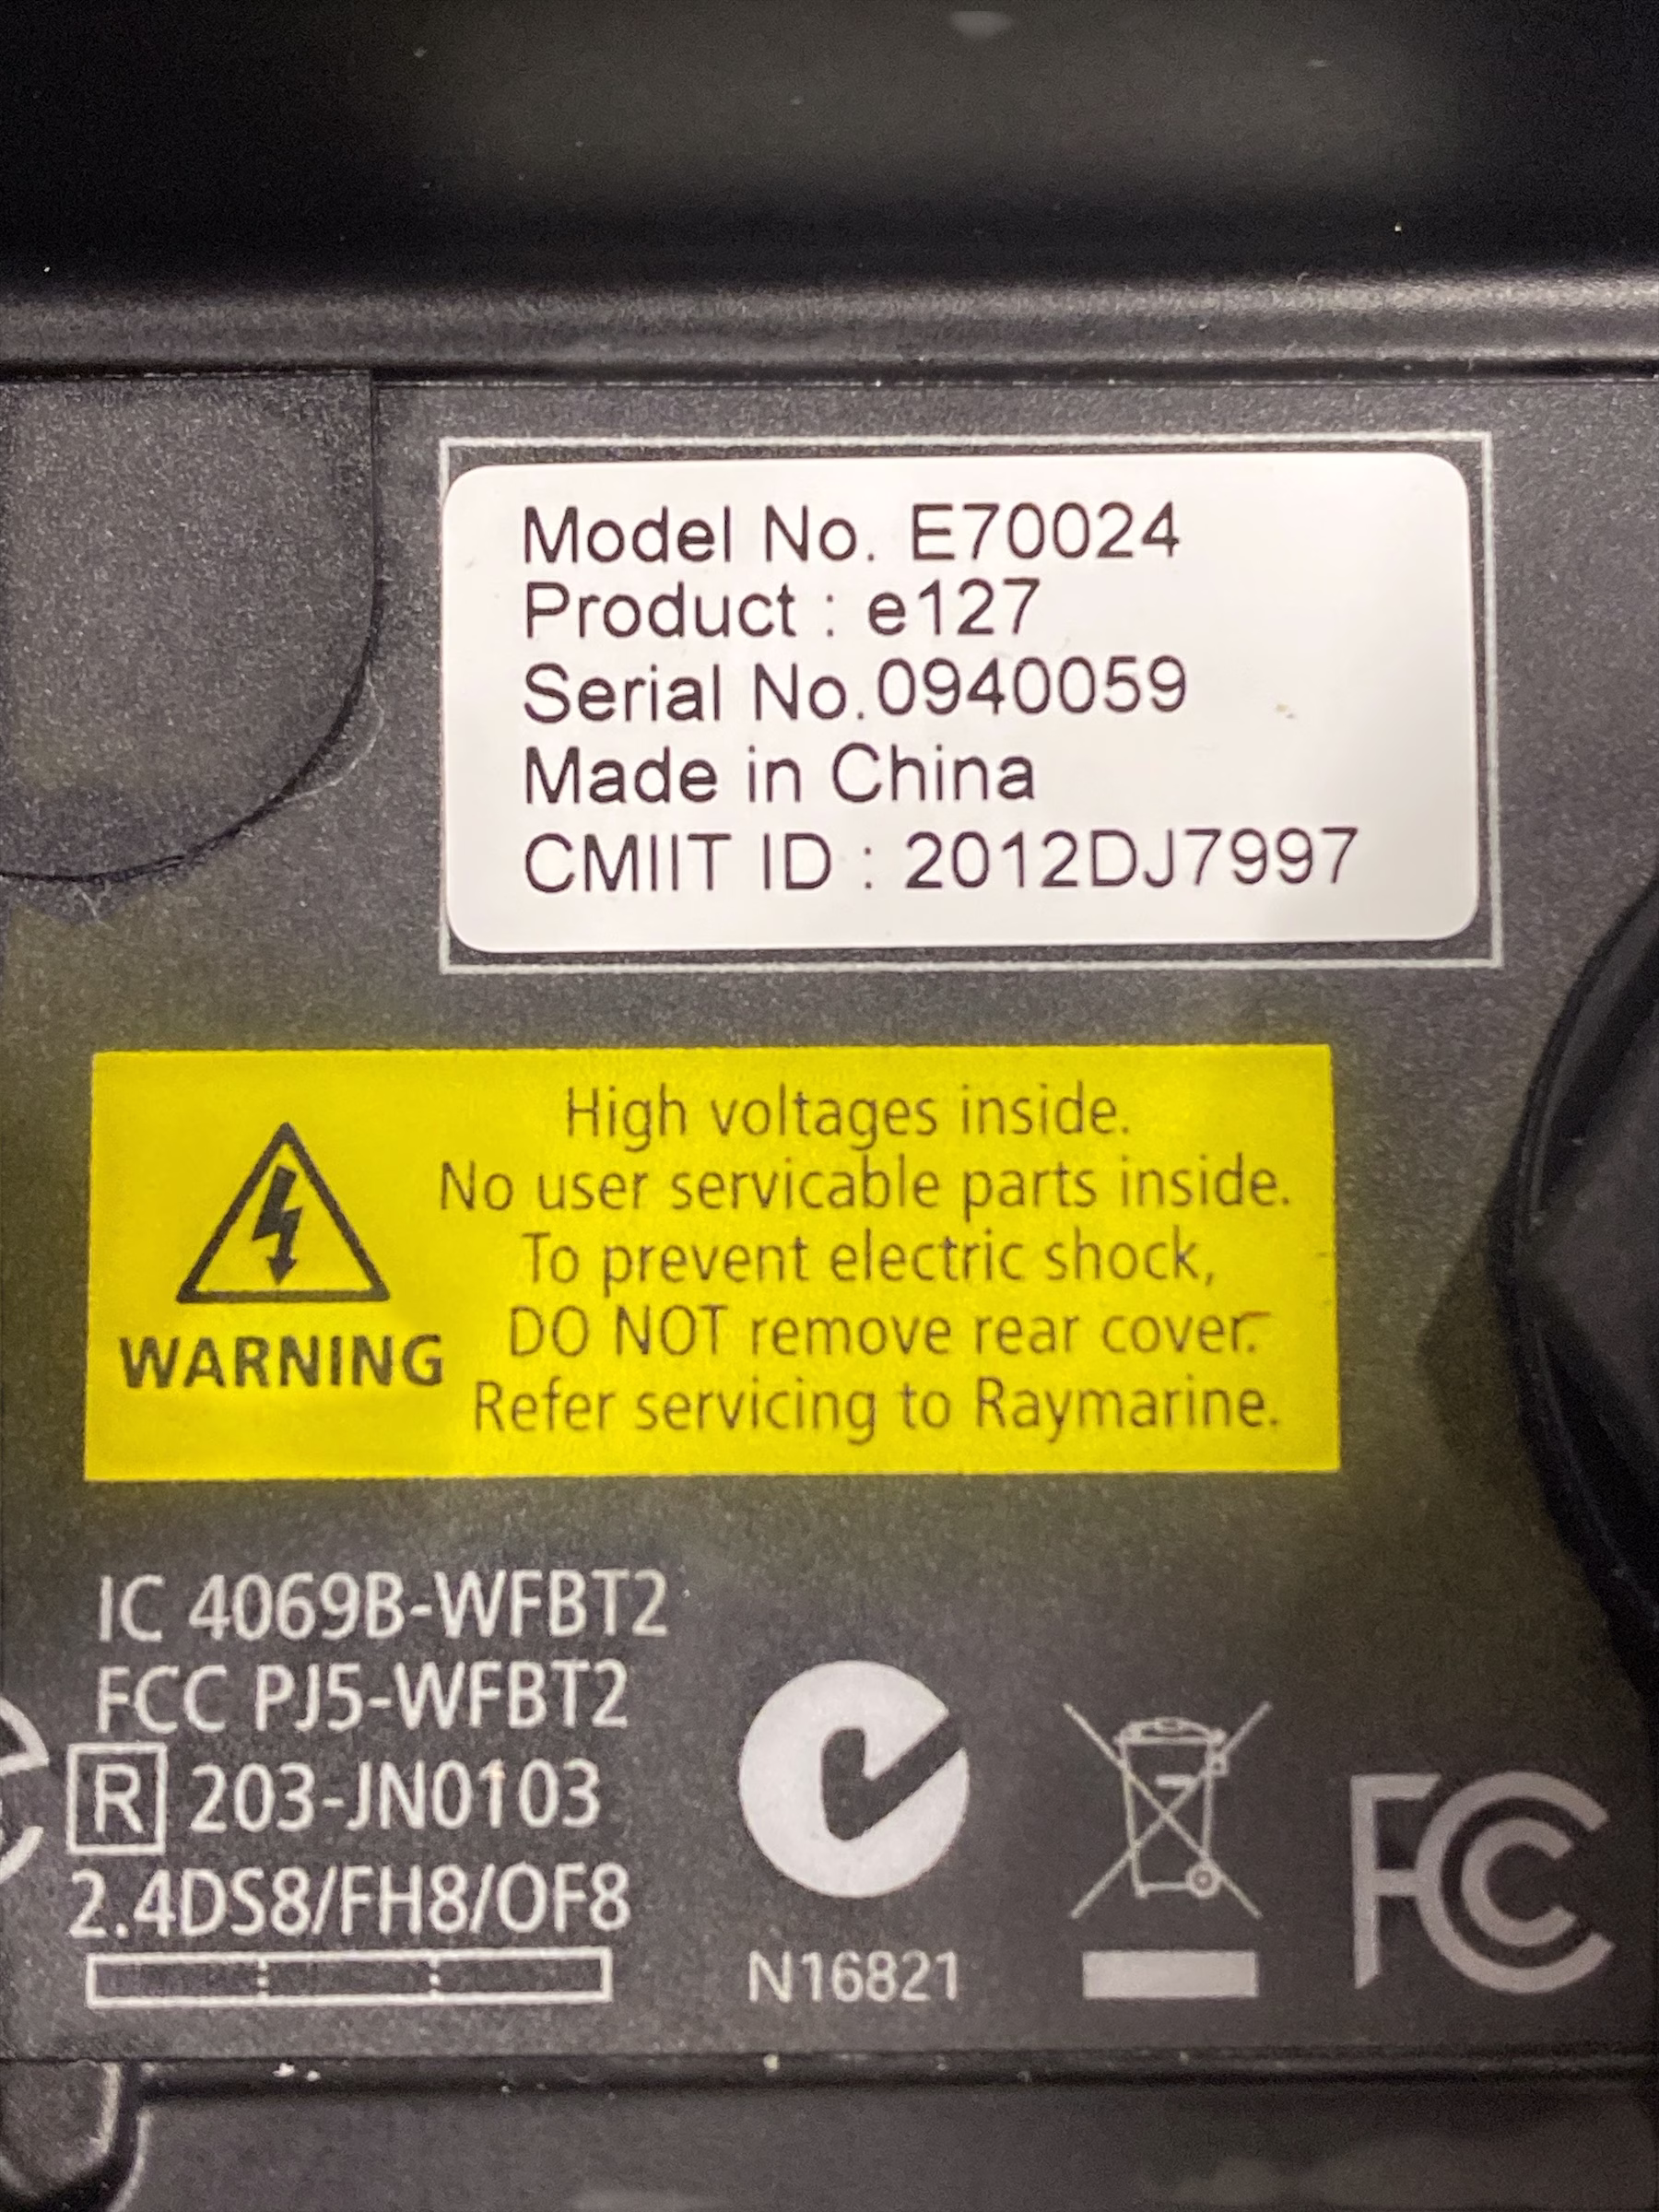 Model No. E70024
Product : e127
Serial No.0940059
Made in China
CMIIT ID : 2012DJ7997
WARNING
High voltages inside.
No user servicable parts inside.
To prevent electric shock,
DO NOT remove rear cover.
Refer servicing to Raymarine.
IC 4069B-WFBT2
FCC PJ5-WFBT2
R 203-JN0103
2.4DS8/FH8/OF8
N16821
FC